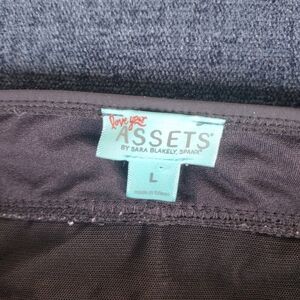 love your
ASSETS®
BY SARA BLAKELY, SPANX®
L